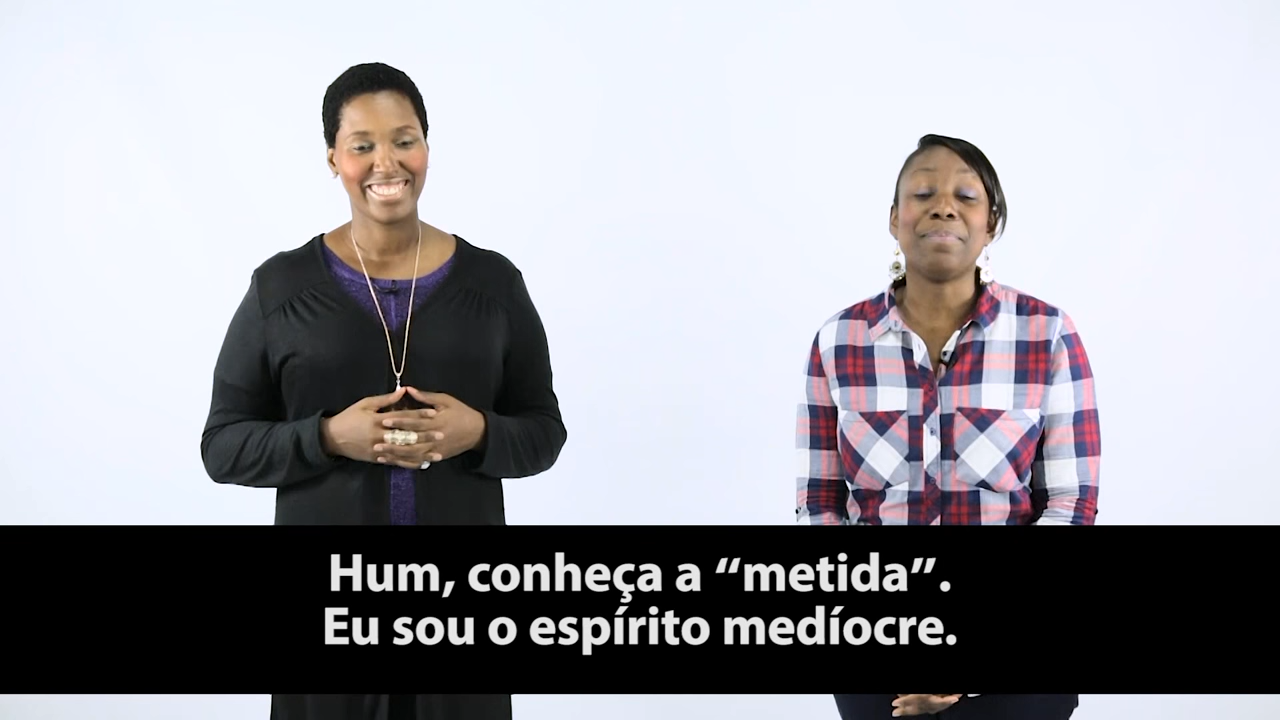 Hum, conheça a “metida”.
Eu sou o espírito medíocre.